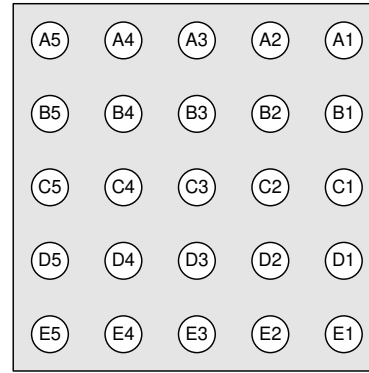 A5 A4 A3 A2 A1
B5 B4 B3 B2 B1
C5 C4 C3 C2 C1
D5 D4 D3 D2 D1
E5 E4 E3 E2 E1